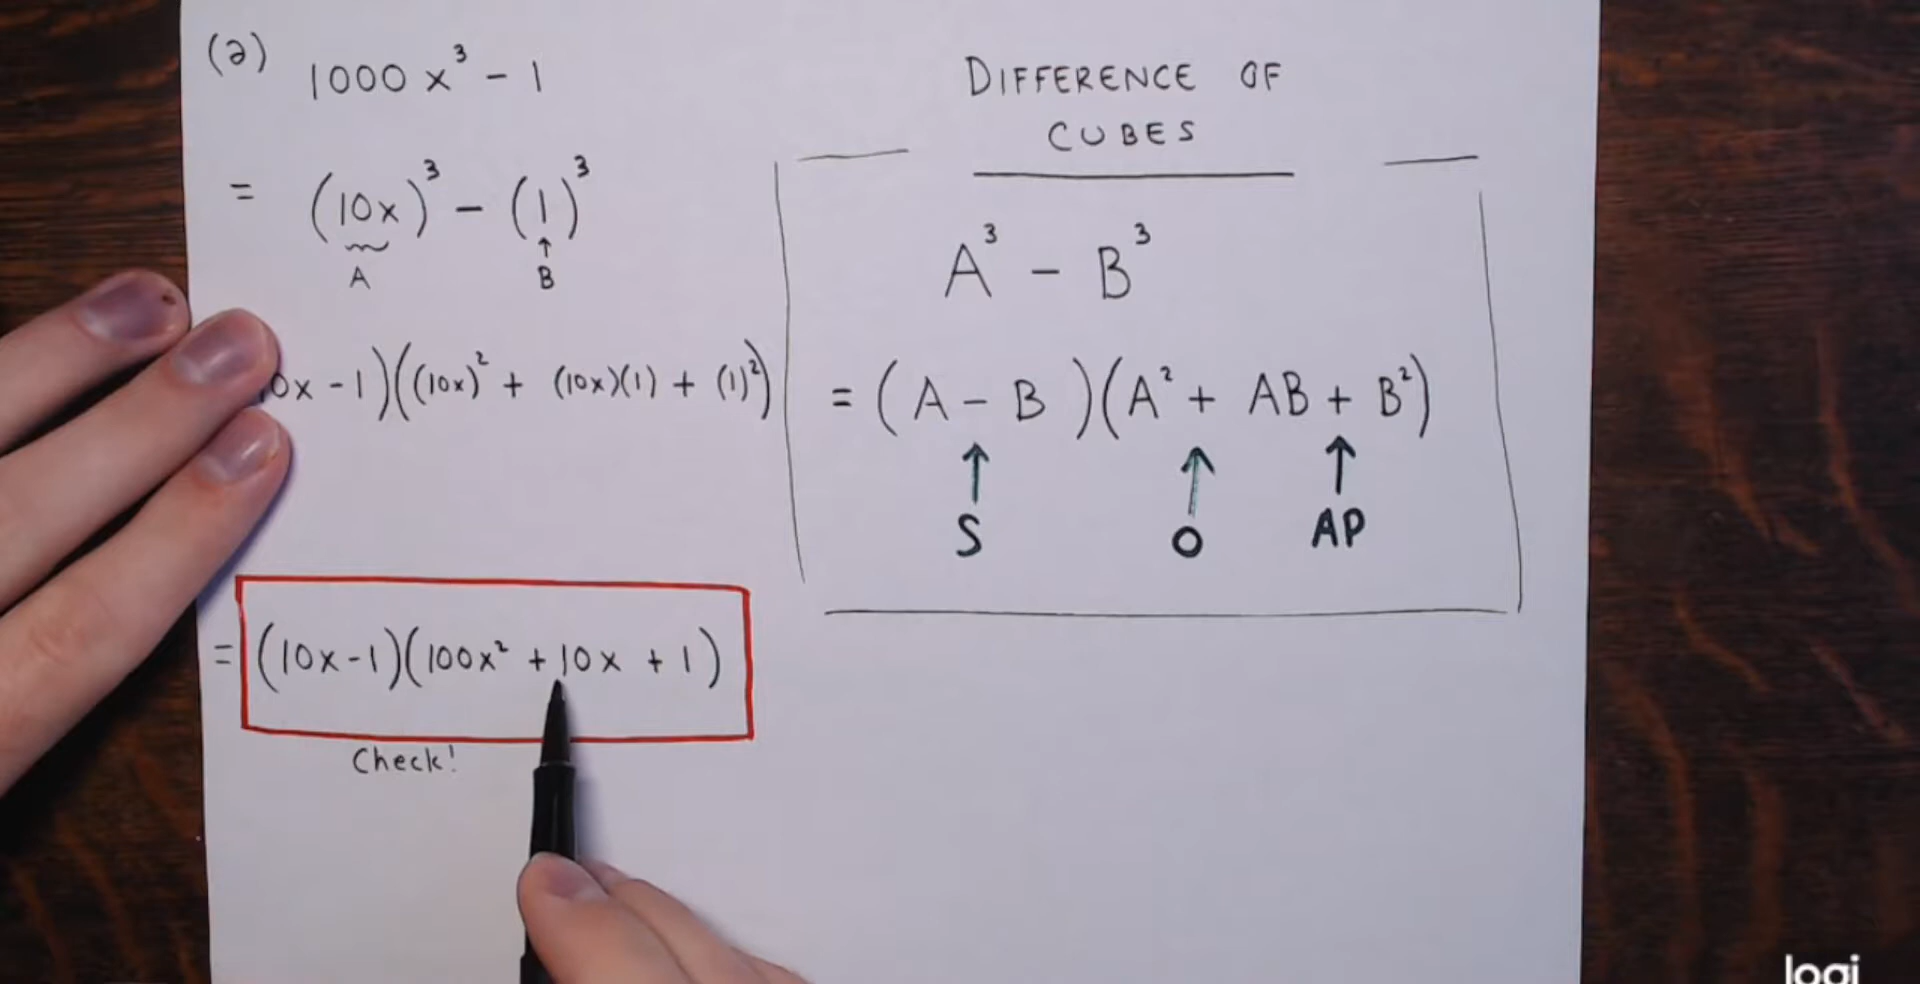 (a) 1000x³ - 1
= (10x)³ - (1)³
A B
0x - 1)((10x)² + (10x)(1) + (1)²)
= (10x-1)(100x² + 10x + 1)
Check!
DIFFERENCE OF
CUBES
A³ - B³
= (A - B)(A² + AB + B²)
S O AP
logi